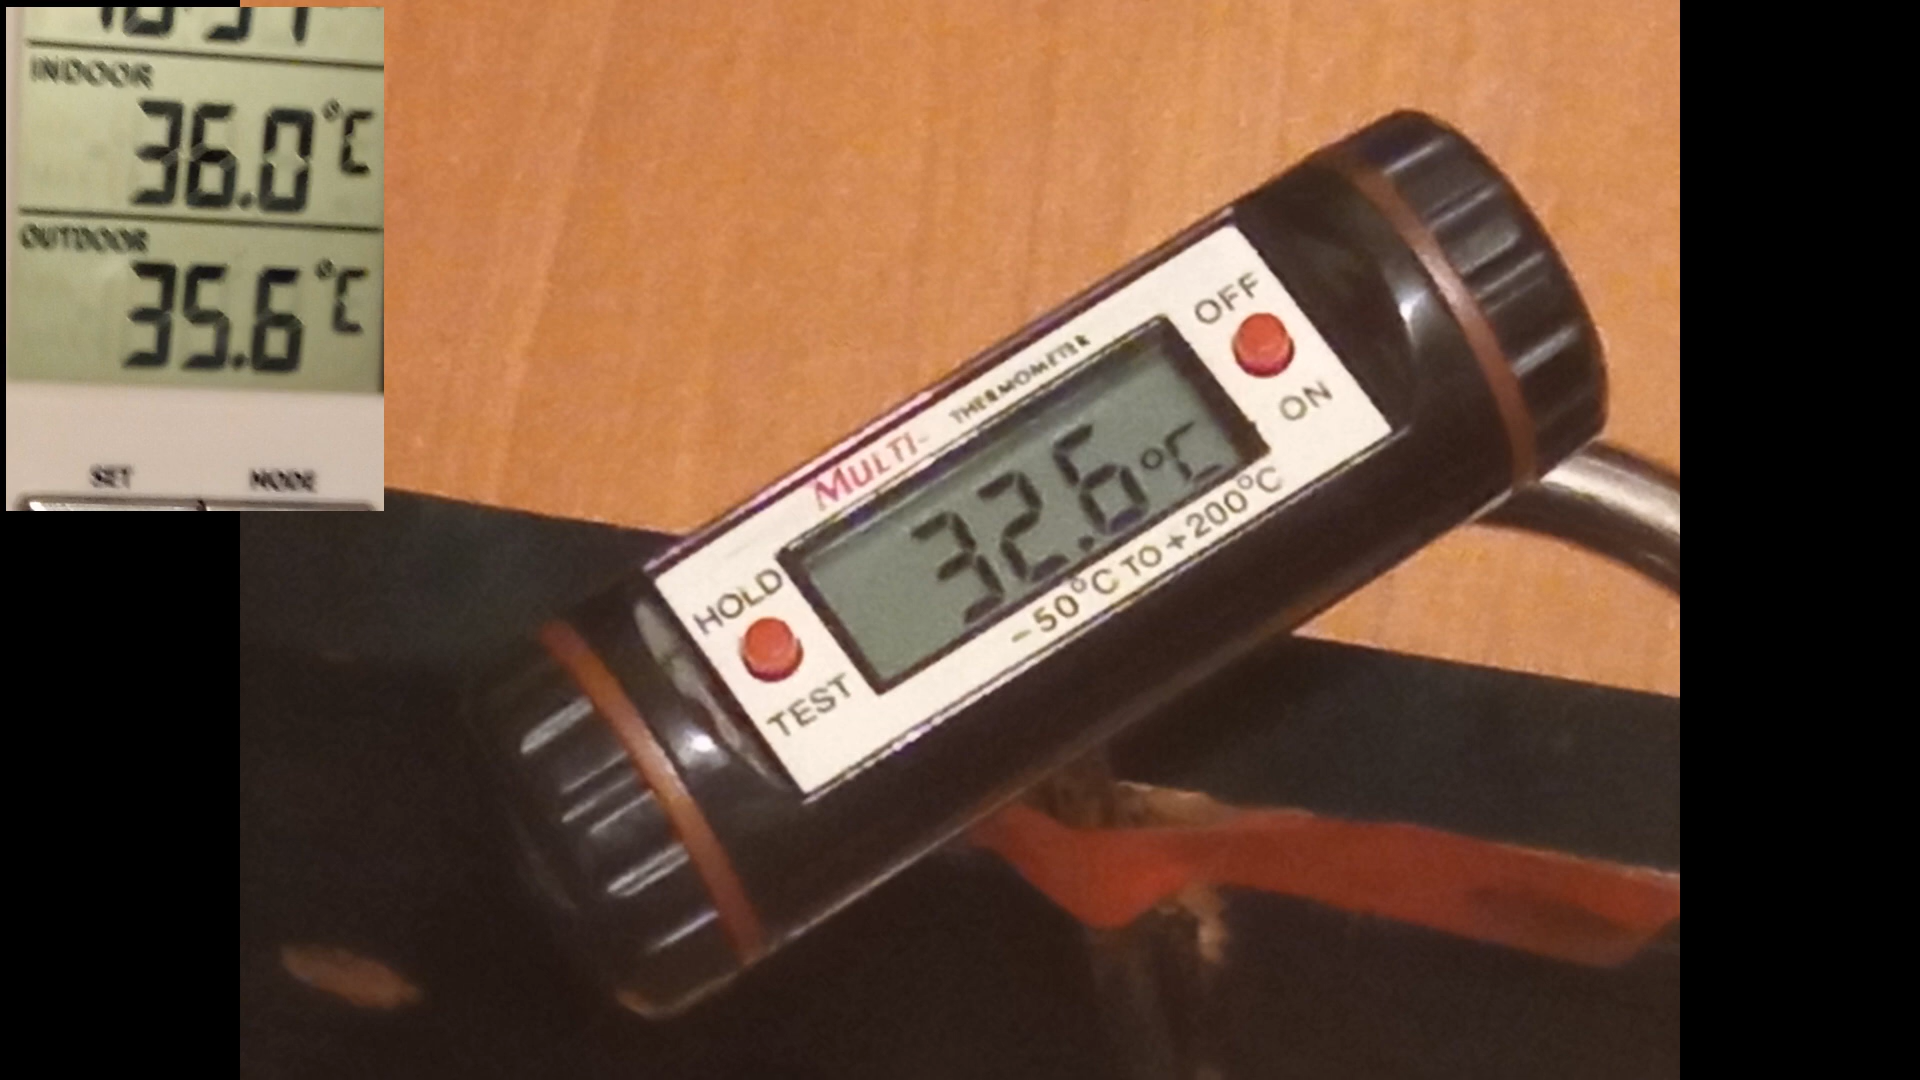 INDOOR
36.0°C
OUTDOOR
35.6°C
SET MODE
MULTI- THERMOMETER
OFF
ON
32.6°C
HOLD
TEST
-50°C TO +200°C